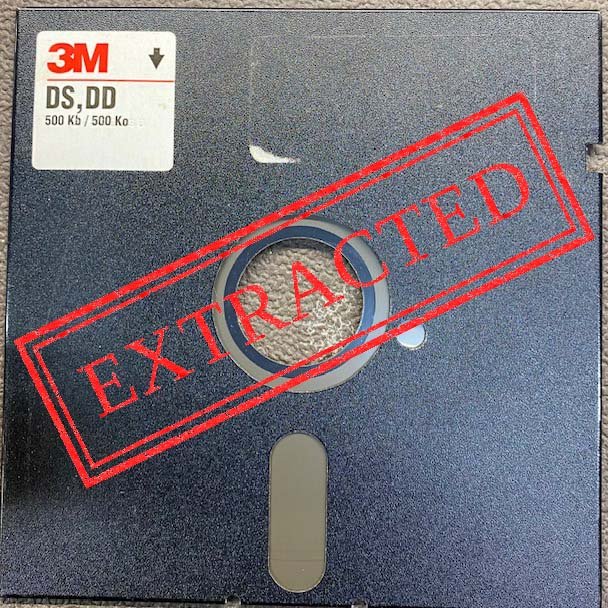 3M
DS,DD
500 Kb / 500 Ko
EXTRACTED